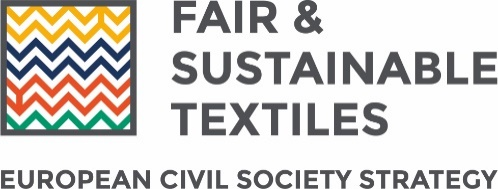 FAIR &
SUSTAINABLE
TEXTILES
EUROPEAN CIVIL SOCIETY STRATEGY